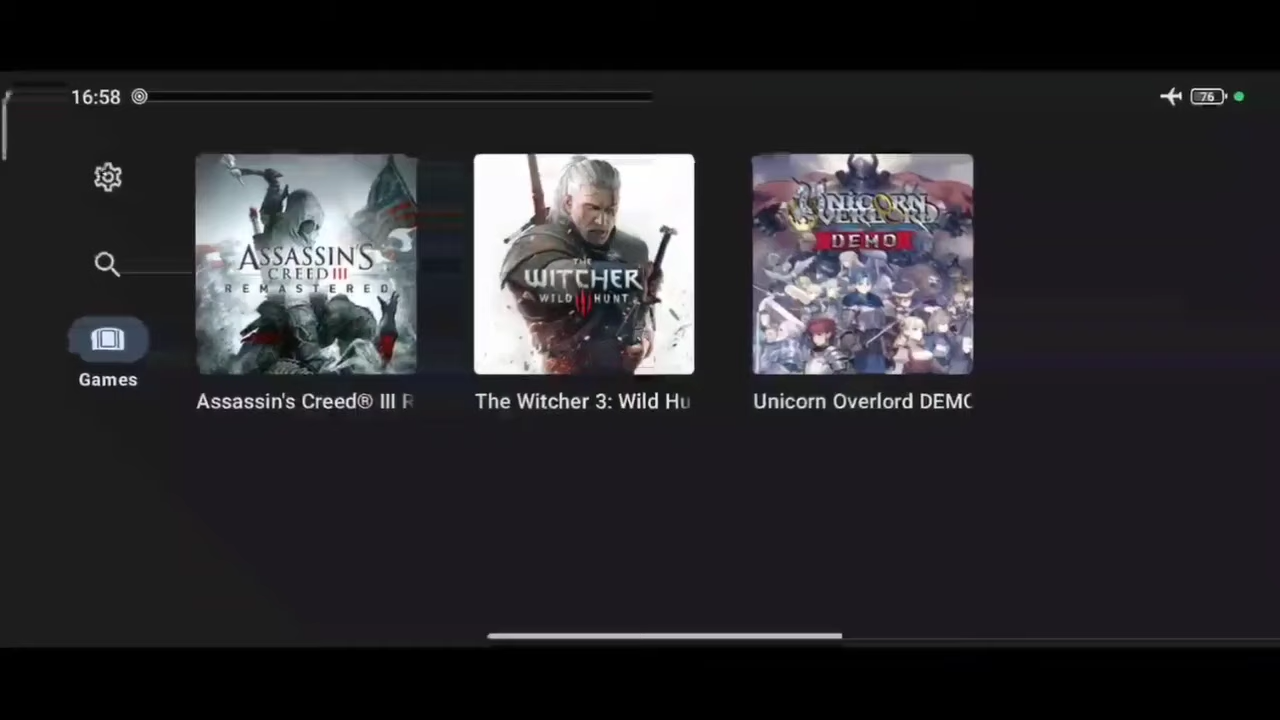 16:58
76
ASSASSIN'S
CREED III
REMASTERED
THE
WITCHER
WILD HUNT
UNICORN
OVERLORD
DEMO
Assassin's Creed® III R
The Witcher 3: Wild Hu
Unicorn Overlord DEMO
Games